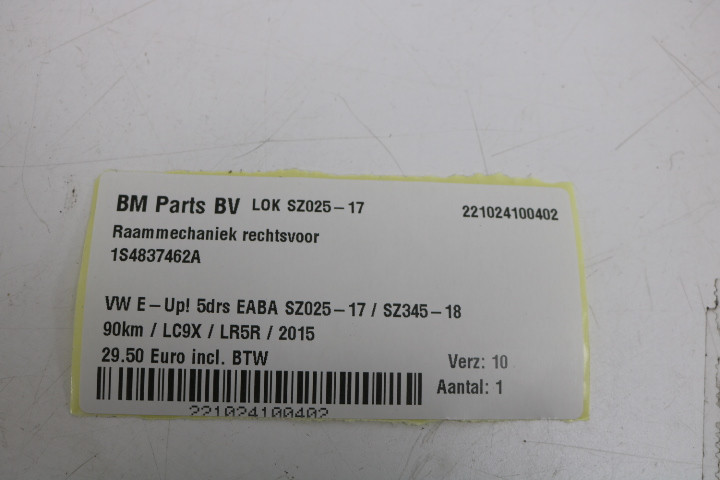 BM Parts BV LOK SZ025-17 221024100402
Raammechaniek rechtsvoor
1S4837462A
VW E-Up! 5drs EABA SZ025-17 / SZ345-18
90km / LC9X / LR5R / 2015
29.50 Euro incl. BTW Verz: 10
Aantal: 1
221024100402